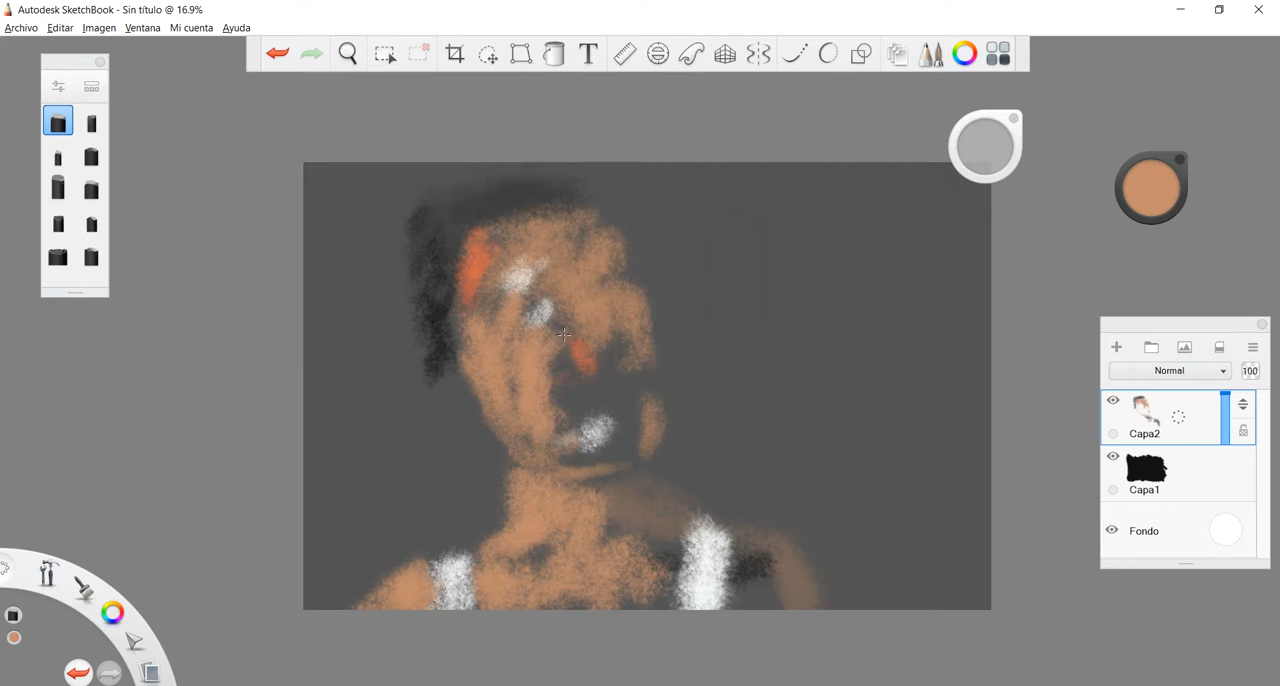 Autodesk SketchBook - Sin título @ 16.9%
Archivo Editar Imagen Ventana Mi cuenta Ayuda
T
Normal 100
Capa2
Capa1
Fondo